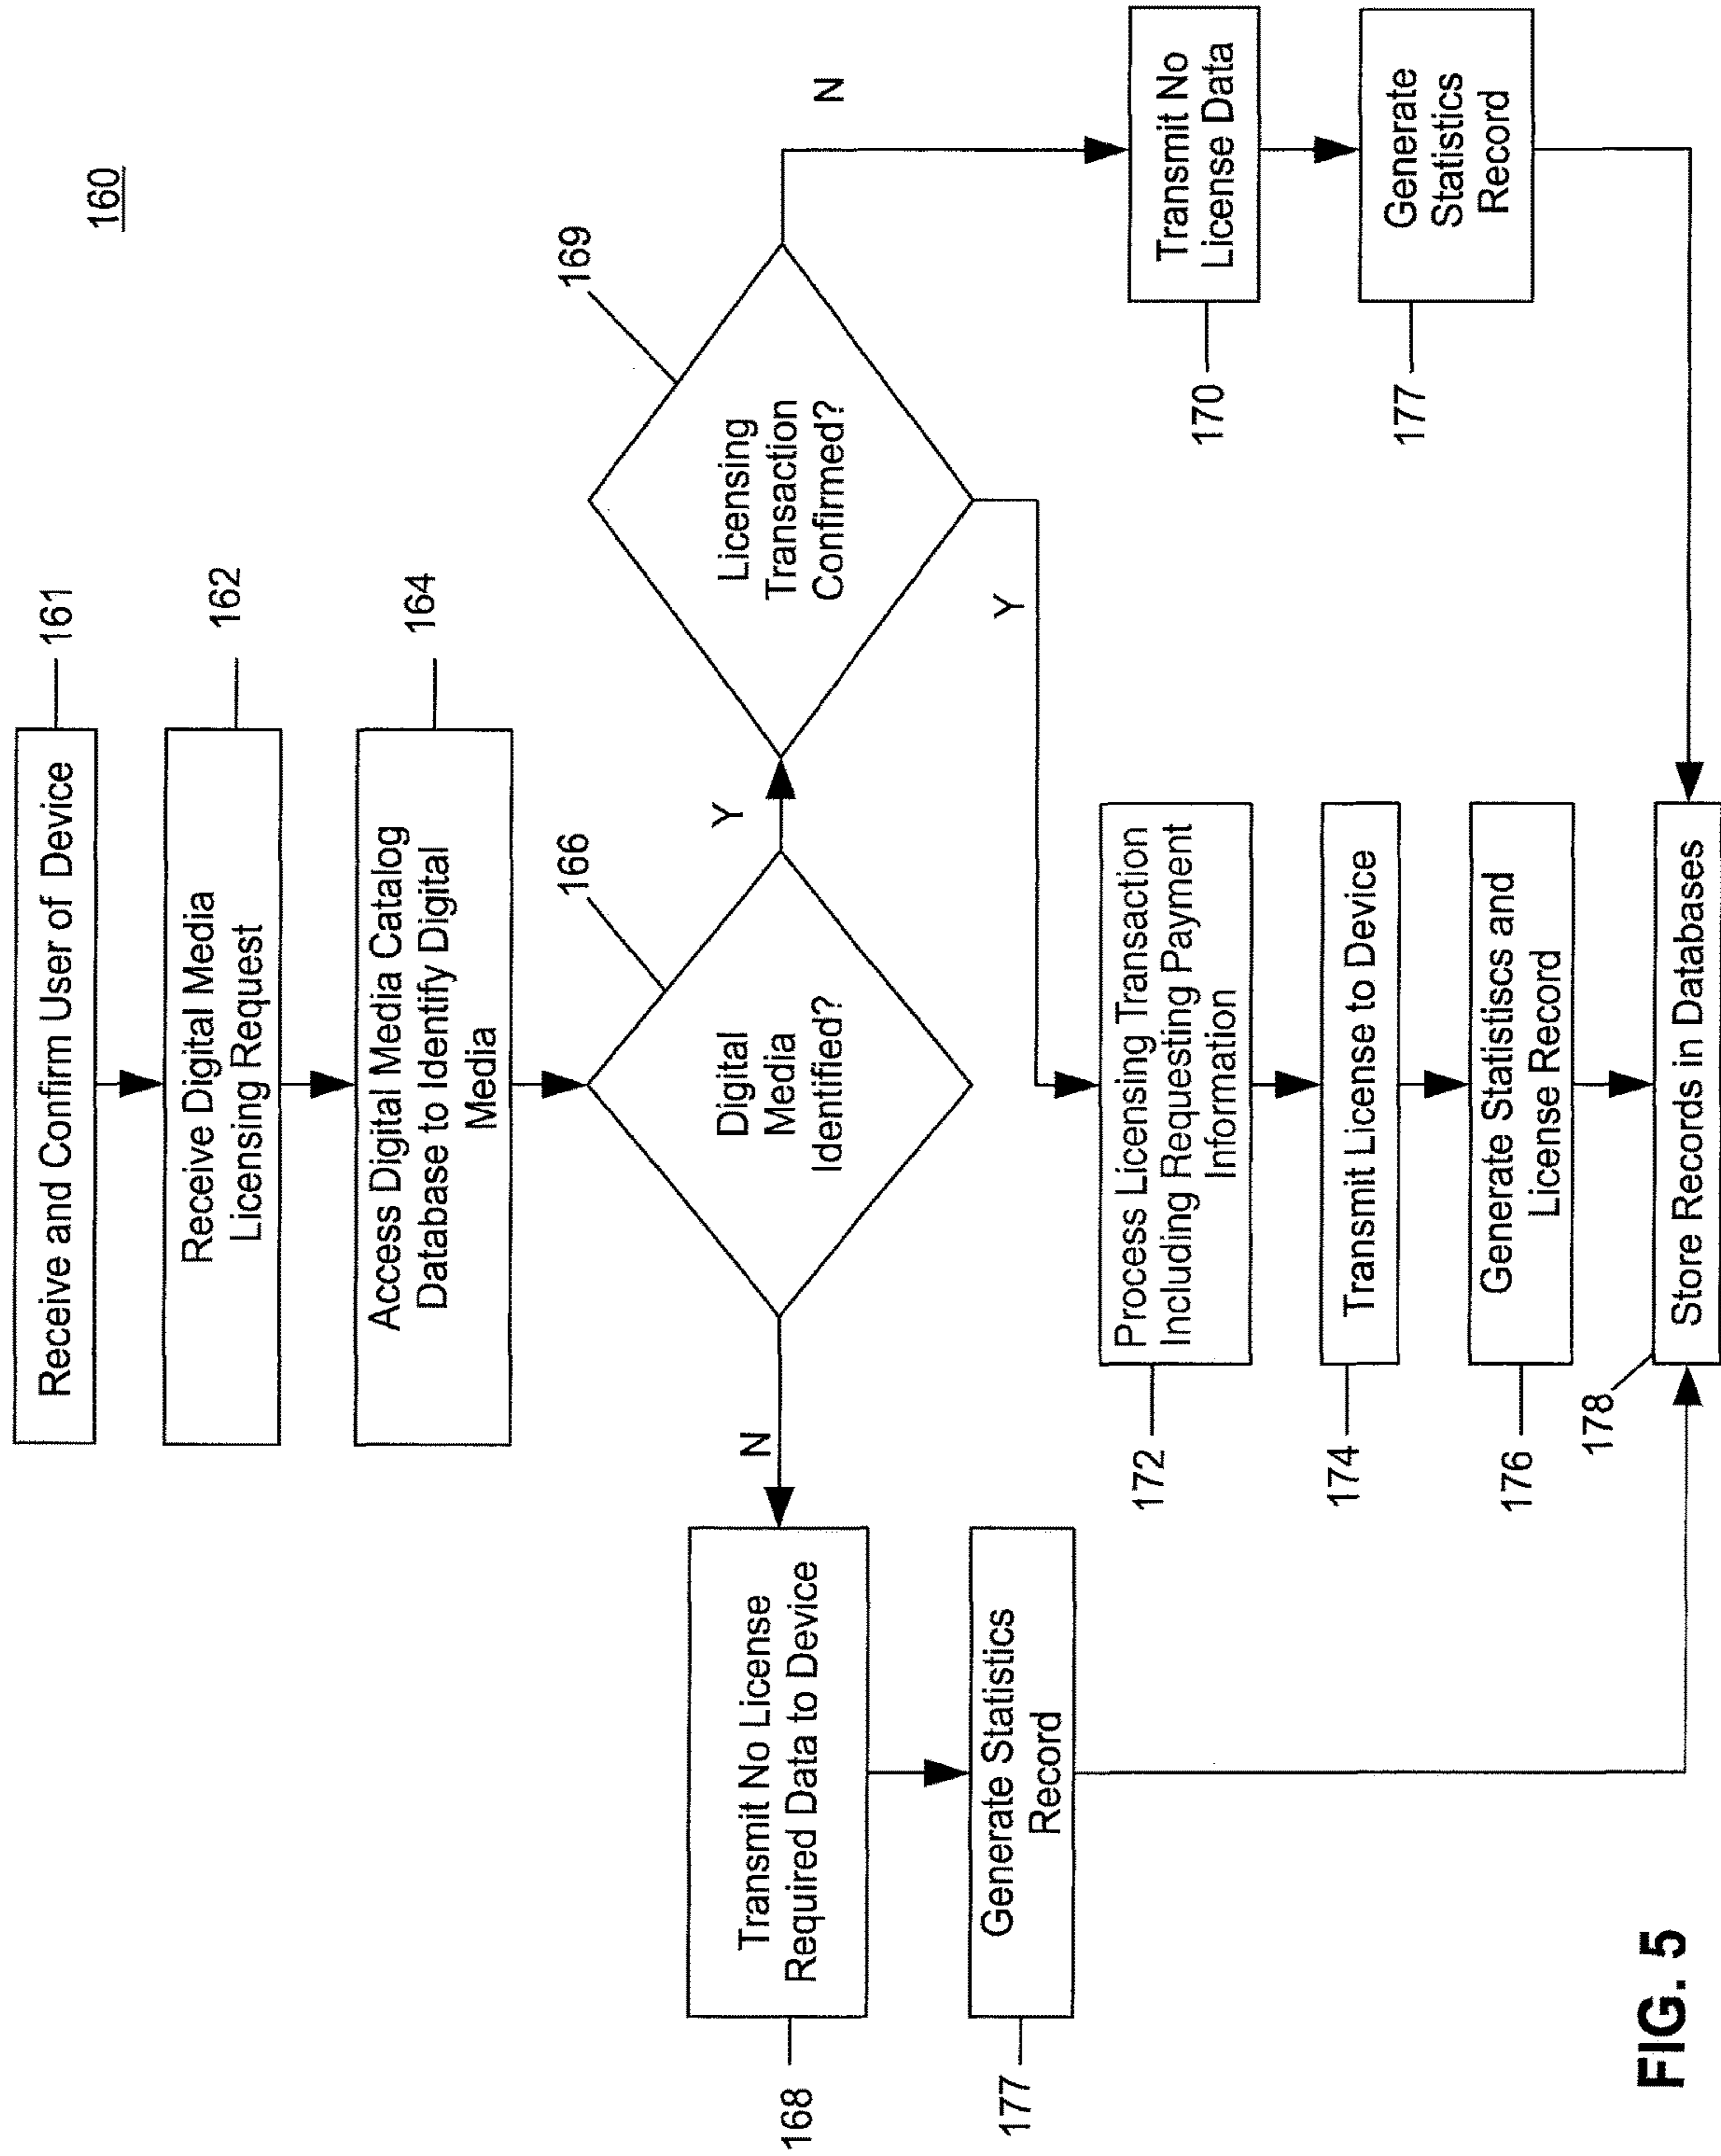 160
Receive and Confirm User of Device
161
Receive Digital Media
Licensing Request
162
Access Digital Media Catalog
Database to Identify Digital
Media
164
Digital
Media
Identified?
166
Y
N
Licensing
Transaction
Confirmed?
169
N
Y
Transmit No License
Required Data to Device
168
Generate Statistics
Record
177
Process Licensing Transaction
Including Requesting Payment
Information
172
Transmit License to Device
174
Generate Statistiscs and
License Record
176
Transmit No
License Data
170
Generate
Statistics
Record
177
Store Records in Databases
178
FIG. 5